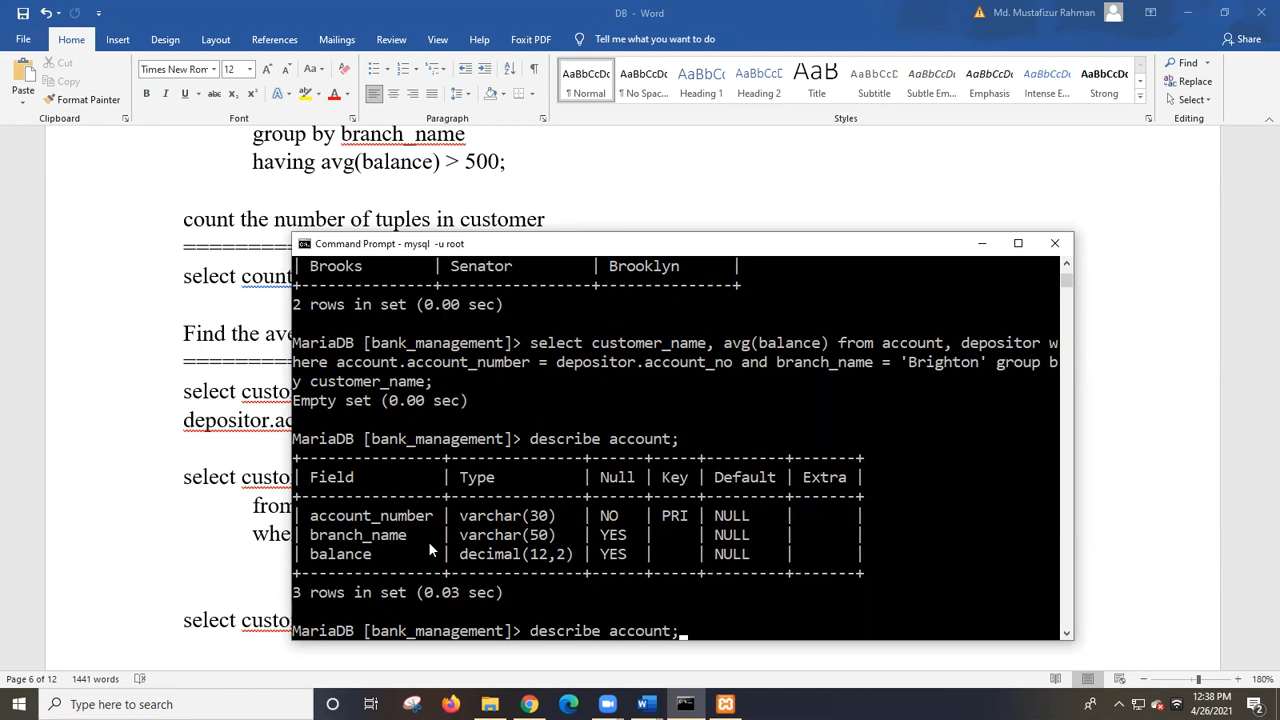 DB - Word
Md. Mustafizur Rahman
File Home Insert Design Layout References Mailings Review View Help Foxit PDF Tell me what you want to do Share
Paste
Cut
Copy
Format Painter
Times New Rom 12
Clipboard Font Paragraph Styles Editing
AaBbCcDc AaBbCcDc AaBbCc AaBbCcD AaB AaBbCcD AaBbCcDc AaBbCcDc AaBbCcDc AaBbCcDc
¶ Normal ¶ No Spac... Heading 1 Heading 2 Title Subtitle Subtle Em... Emphasis Intense E... Strong
Find
Replace
Select
group by branch_name
having avg(balance) > 500;
count the number of tuples in customer
==========
select count
Find the ave
==========
select custo
depositor.ac
select custo
from
whe
select custo
Command Prompt - mysql -u root
| Brooks | Senator | Brooklyn |
+---------------+-----------------+---------------+
2 rows in set (0.00 sec)
MariaDB [bank_management]> select customer_name, avg(balance) from account, depositor w
here account.account_number = depositor.account_no and branch_name = 'Brighton' group b
y customer_name;
Empty set (0.00 sec)
MariaDB [bank_management]> describe account;
+----------------+---------------+------+-----+---------+-------+
| Field | Type | Null | Key | Default | Extra |
+----------------+---------------+------+-----+---------+-------+
| account_number | varchar(30) | NO | PRI | NULL | |
| branch_name | varchar(50) | YES | | NULL | |
| balance | decimal(12,2) | YES | | NULL | |
+----------------+---------------+------+-----+---------+-------+
3 rows in set (0.03 sec)
MariaDB [bank_management]> describe account;
Page 6 of 12 1441 words 180%
Type here to search
12:38 PM
4/26/2021
2